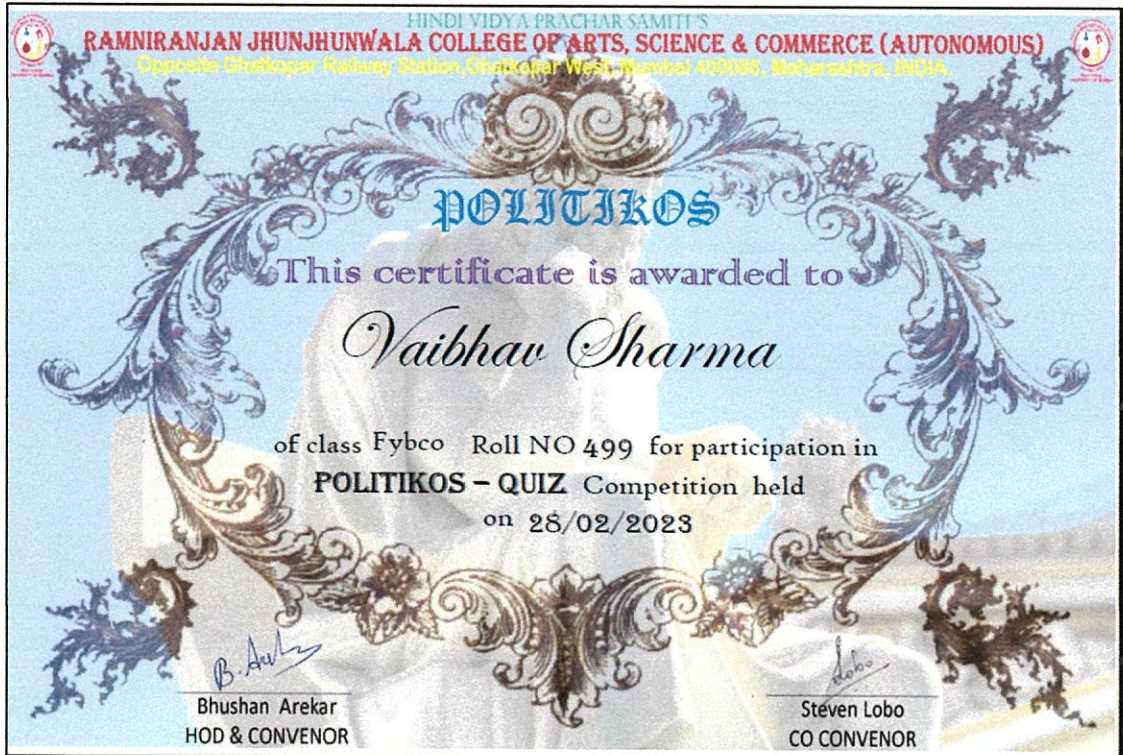 HINDI VIDYA PRACHAR SAMITI'S
RAMNIRANJAN JHUNJHUNWALA COLLEGE OF ARTS, SCIENCE & COMMERCE (AUTONOMOUS)
Opposite Ghatkopar Railway Station, Ghatkopar West, Mumbai 400086, Maharashtra, INDIA.
POLITIKOS
This certificate is awarded to
Vaibhav Sharma
of class Fybco Roll NO 499 for participation in
POLITIKOS – QUIZ Competition held
on 28/02/2023
B. Arek
Lobo
Bhushan Arekar
HOD & CONVENOR
Steven Lobo
CO CONVENOR